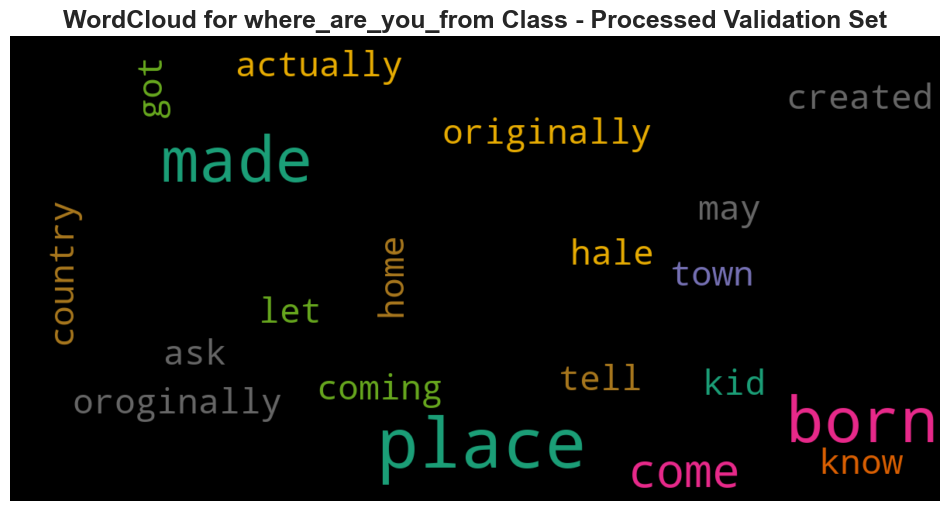 WordCloud for where_are_you_from Class - Processed Validation Set
got
actually
created
originally
made
may
country
home
hale
town
let
ask
tell
kid
coming
oroginally
born
place
come
know